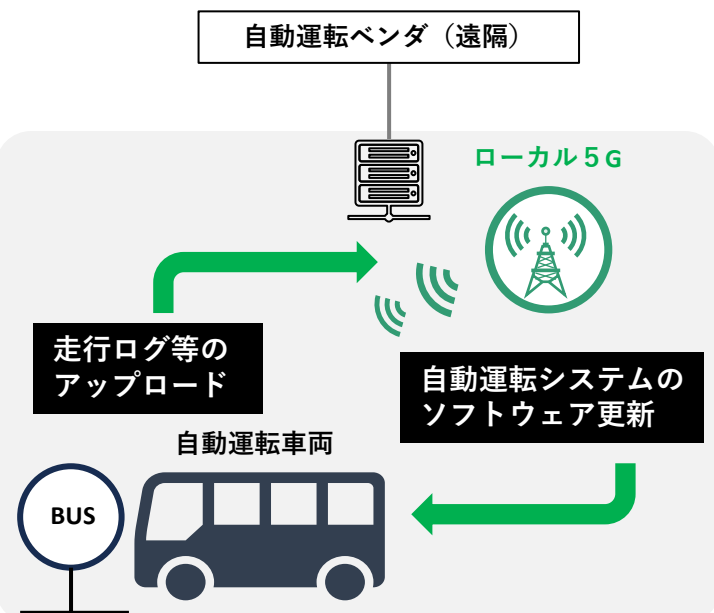 自動運転ベンダ（遠隔）
ローカル５G
走行ログ等の
アップロード
自動運転システムの
ソフトウェア更新
自動運転車両
BUS